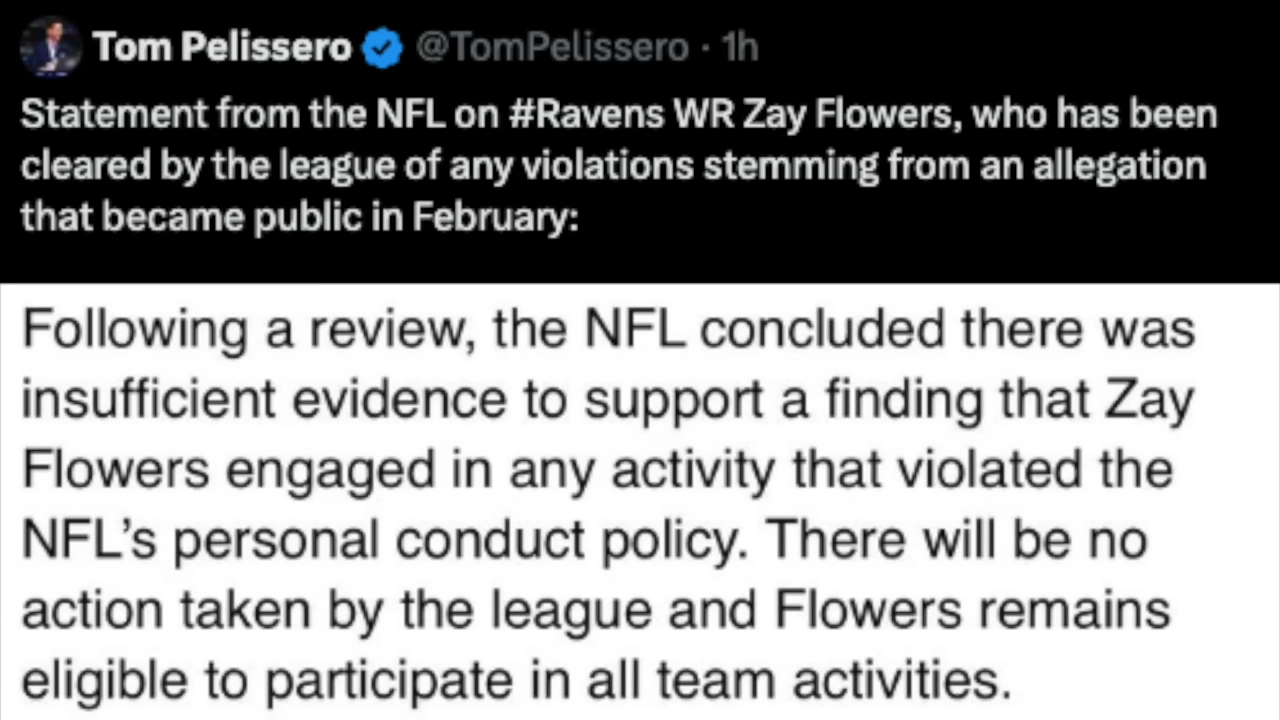 Tom Pelissero @TomPelissero · 1h
Statement from the NFL on #Ravens WR Zay Flowers, who has been
cleared by the league of any violations stemming from an allegation
that became public in February:
Following a review, the NFL concluded there was
insufficient evidence to support a finding that Zay
Flowers engaged in any activity that violated the
NFL’s personal conduct policy. There will be no
action taken by the league and Flowers remains
eligible to participate in all team activities.